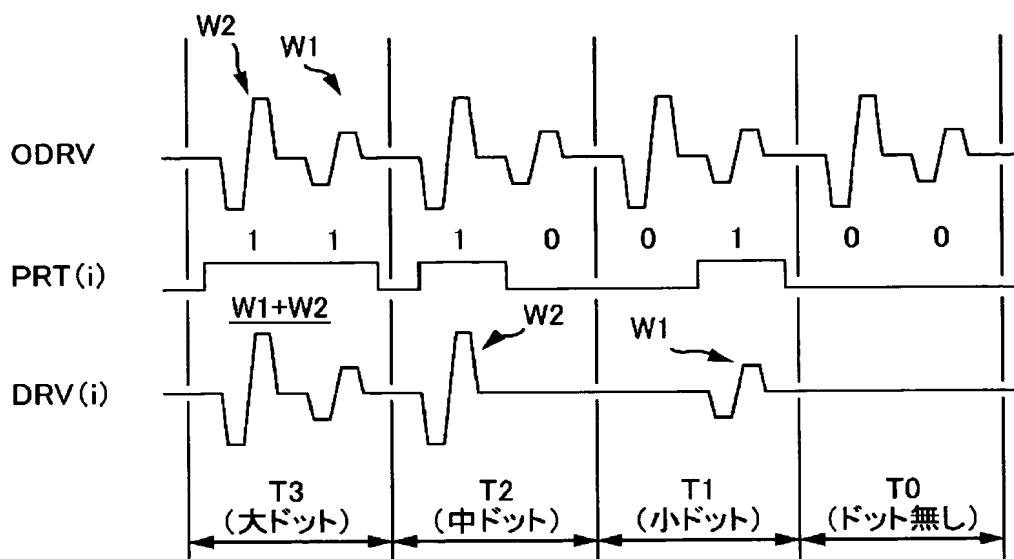 W2 W1
ODRV
1 1 1 0 0 1 0 0
PRT(i)
W1+W2
W2
W1
DRV(i)
T3 T2 T1 T0
(大ドット) (中ドット) (小ドット) (ドット無し)